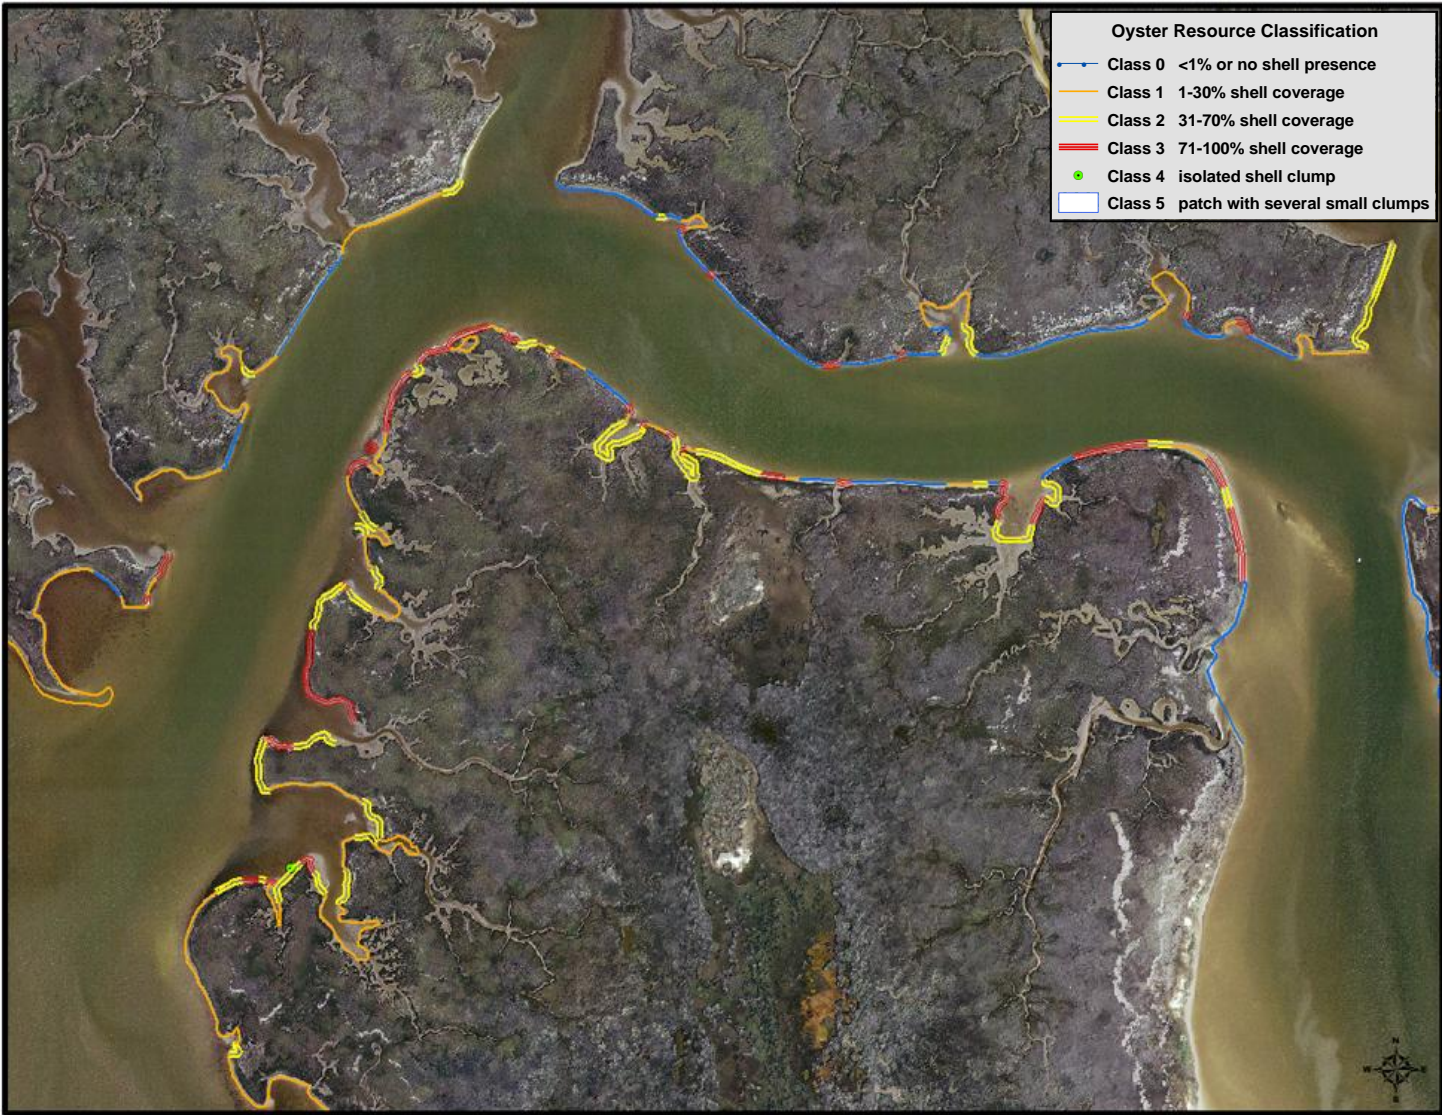 Oyster Resource Classification
Class 0 <1% or no shell presence
Class 1 1-30% shell coverage
Class 2 31-70% shell coverage
Class 3 71-100% shell coverage
Class 4 isolated shell clump
Class 5 patch with several small clumps
N
W E
S